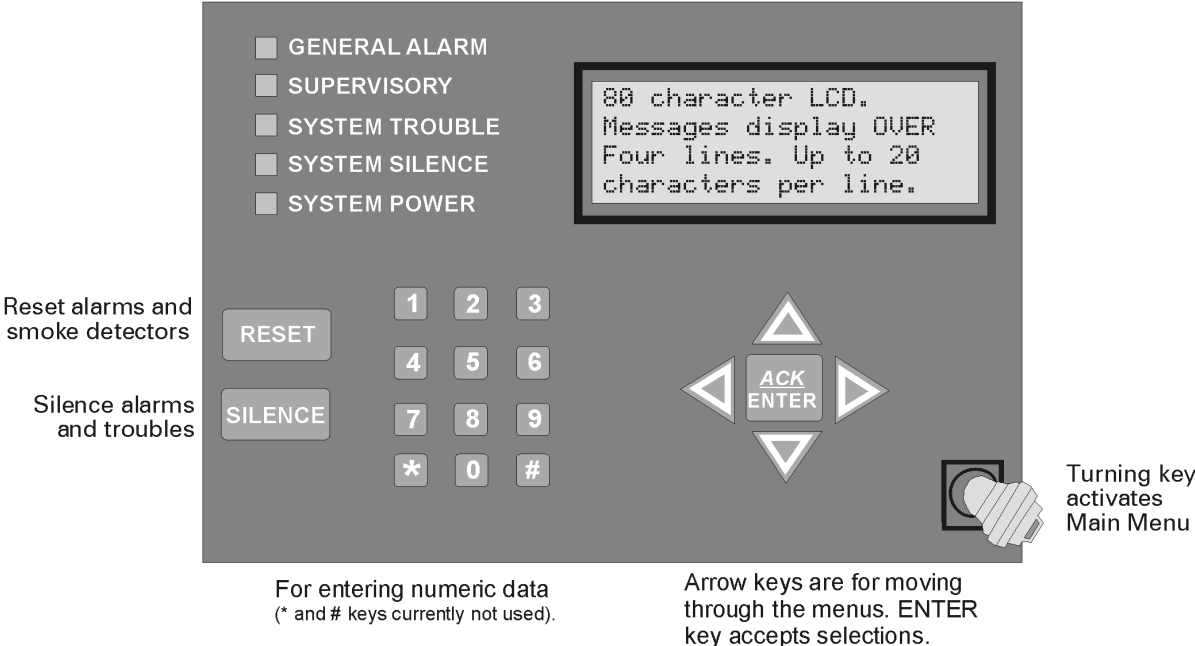 GENERAL ALARM
SUPERVISORY
SYSTEM TROUBLE
SYSTEM SILENCE
SYSTEM POWER
80 character LCD.
Messages display OVER
Four lines. Up to 20
characters per line.
Reset alarms and
smoke detectors
RESET
Silence alarms
and troubles
SILENCE
1 2 3
4 5 6
7 8 9
* 0 #
ACK
ENTER
Turning key
activates
Main Menu
For entering numeric data
(* and # keys currently not used).
Arrow keys are for moving
through the menus. ENTER
key accepts selections.